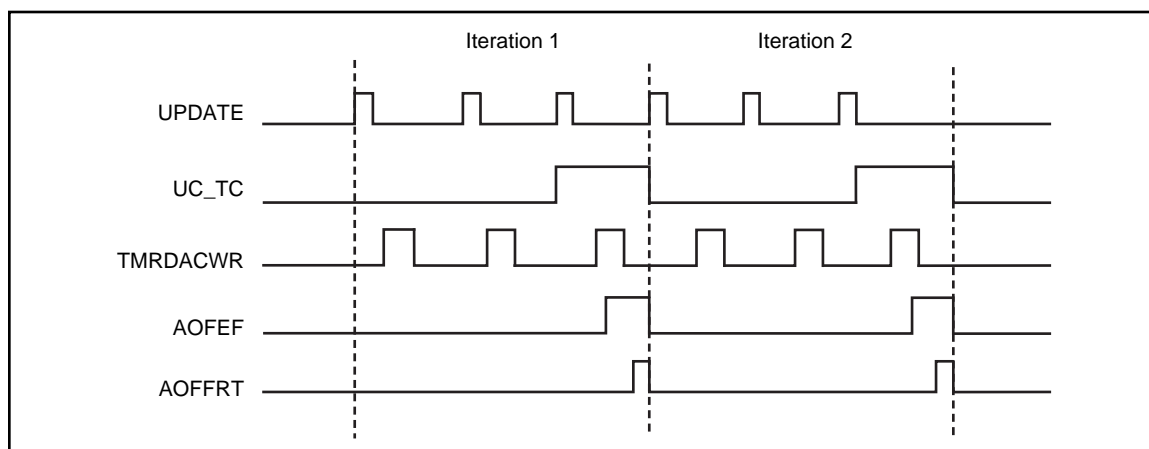 Iteration 1 Iteration 2
UPDATE
UC_TC
TMRDACWR
AOFEF
AOFFRT